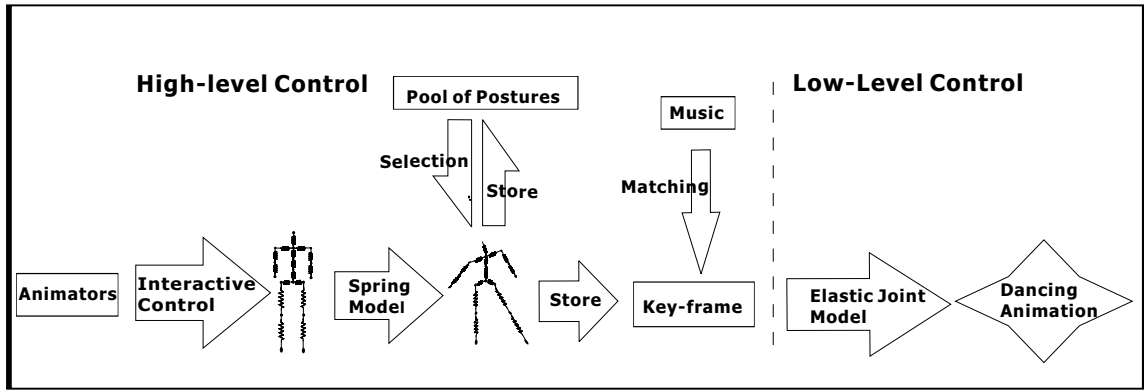 High-level Control
Low-Level Control
Pool of Postures
Music
Selection
Store
Matching
Animators
Interactive
Control
Spring
Model
Store
Key-frame
Elastic Joint
Model
Dancing
Animation